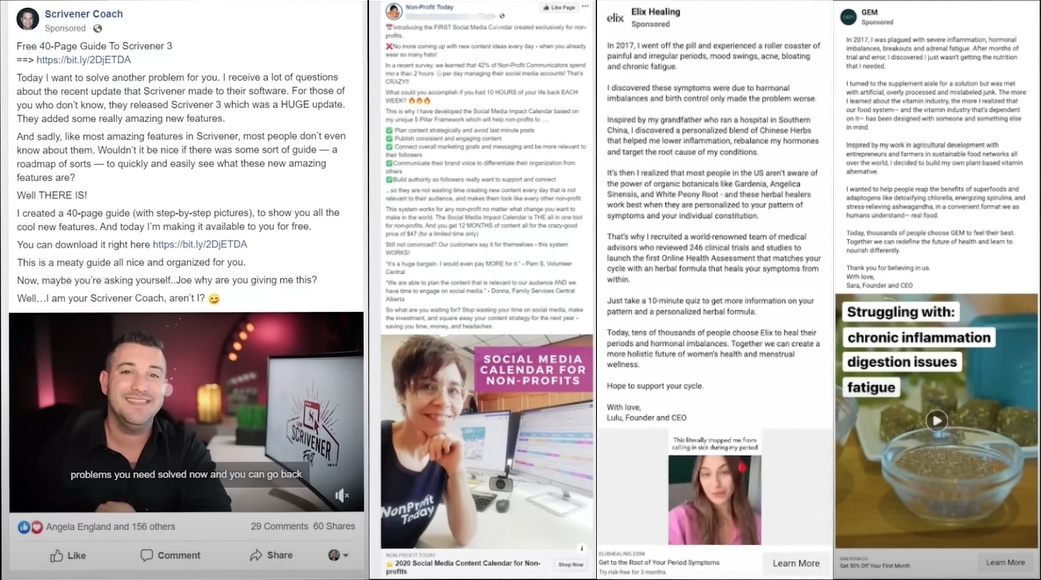 Scrivener Coach
Sponsored ·
Free 40-Page Guide To Scrivener 3
==> https://bit.ly/2DjETDA
Today I want to solve another problem for you. I receive a lot of questions
about the recent update that Scrivener made to their software. For those of
you who don't know, they released Scrivener 3 which was a HUGE update.
They added some really amazing new features.
And sadly, like most amazing features in Scrivener, most people don't even
know about them. Wouldn't it be nice if there was some sort of guide — a
roadmap of sorts — to quickly and easily see what these new amazing
features are?
Well THERE IS!
I created a 40-page guide (with step-by-step pictures), to show you all the
cool new features. And today I'm making it available to you for free.
You can download it right here https://bit.ly/2DjETDA
This is a meaty guide all nice and organized for you.
Now, maybe you're asking yourself..Joe why are you giving me this?
Well...I am your Scrivener Coach, aren't I? 😉
SCRIVENER
problems you need solved now and you can go back
Angela England and 156 others
29 Comments 60 Shares
Like
Comment
Share
Non-Profit Today
Like Page
Introducing the FIRST Social Media Calendar created exclusively for non-
profits.
❌No more coming up with new content ideas every day - when you already
wear so many hats!
In a recent survey, we learned that 42% of Non-Profit Communicators spend
more than 2 hours per day managing their social media accounts! That's
CRAZY!!
What could you accomplish if you had 10 HOURS of your life BACK EACH
WEEK? 🔥🔥🔥
This is why I have developed the Social Media Impact Calendar based on
my unique 5 Pillar Framework which will help non-profits to ....
✅ Plan content strategically and avoid last minute posts
✅ Publish consistent and engaging content
✅ Connect overall marketing goals and messaging and be more relevant to
their followers
✅Communicate their brand voice to differentiate their organization from
others
✅Build authority so followers really want to support and connect
...so they are not wasting time creating new content every day that is not
relevant to their audience, and makes them look like every other non-profit
This system works for any non-profit no matter what change you want to
make in the world. The Social Media Impact Calendar is THE all in one tool
for non-profits. And you get 12 MONTHS of content all for the crazy-good
price of $47 (for a limited time only)
Still not convinced? Our customers say it for themselves - this system
WORKS!
"It's a huge bargain. I would even pay MORE for it." - Pam S, Volunteer
Central
"We are able to plan the content that is relevant to our audience AND we
have time to engage on social media." - Donna, Family Services Central
Alberta
So what are you waiting for? Stop wasting your time on social media, make
the investment, and square away your content strategy for the next year -
saving you time, money, and headaches.
SOCIAL MEDIA
CALENDAR FOR
NON-PROFITS
NonProfit
Today
NON-PROFIT TODAY
⭐ 2020 Social Media Content Calendar for Non-
profits
Shop Now
elix
Elix Healing
Sponsored
In 2017, I went off the pill and experienced a roller coaster of
painful and irregular periods, mood swings, acne, bloating
and chronic fatigue.
I discovered these symptoms were due to hormonal
imbalances and birth control only made the problem worse.
Inspired by my grandfather who ran a hospital in Southern
China, I discovered a personalized blend of Chinese Herbs
that helped me lower inflammation, rebalance my hormones
and target the root cause of my conditions.
It's then I realized that most people in the US aren't aware of
the power of organic botanicals like Gardenia, Angelica
Sinensis, and White Peony Root - and these herbal healers
work best when they are personalized to your pattern of
symptoms and your individual constitution.
That's why I recruited a world-renowned team of medical
advisors who reviewed 246 clinical trials and studies to
launch the first Online Health Assessment that matches your
cycle with an herbal formula that heals your symptoms from
within.
Just take a 10-minute quiz to get more information on your
pattern and a personalized herbal formula.
Today, tens of thousands of people choose Elix to heal their
periods and hormonal imbalances. Together we can create a
more holistic future of women's health and menstrual
wellness.
Hope to support your cycle.
With love,
Lulu, Founder and CEO
This literally stopped me from
calling in sick during my period
ELIXHEALING.COM
Get to the Root of Your Period Symptoms
Try risk-free for 3 months.
Learn More
GEM
GEM
Sponsored
In 2017, I was plagued with severe inflammation, hormonal
imbalances, breakouts and adrenal fatigue. After months of
trial and error, I discovered I just wasn't getting the nutrition
that I needed.
I turned to the supplement aisle for a solution but was met
with artificial, overly processed and mislabeled junk. The more
I learned about the vitamin industry, the more I realized that
our food system— and the vitamin industry that's dependent
on it— has been designed with someone and something else
in mind.
Inspired by my work in agricultural development with
entrepreneurs and farmers in sustainable food networks all
over the world, I decided to build my own plant-based vitamin
alternative.
I wanted to help people reap the benefits of superfoods and
adaptogens like detoxifying chlorella, energizing spirulina, and
stress-relieving ashwagandha, in a convenient format we as
humans understand— real food.
Today, thousands of people choose GEM to feel their best.
Together we can redefine the future of health and learn to
nourish differently.
Thank you for believing in us.
With love,
Sara, Founder and CEO
Struggling with:
chronic inflammation
digestion issues
fatigue
Get 50% Off Your First Month
Learn More